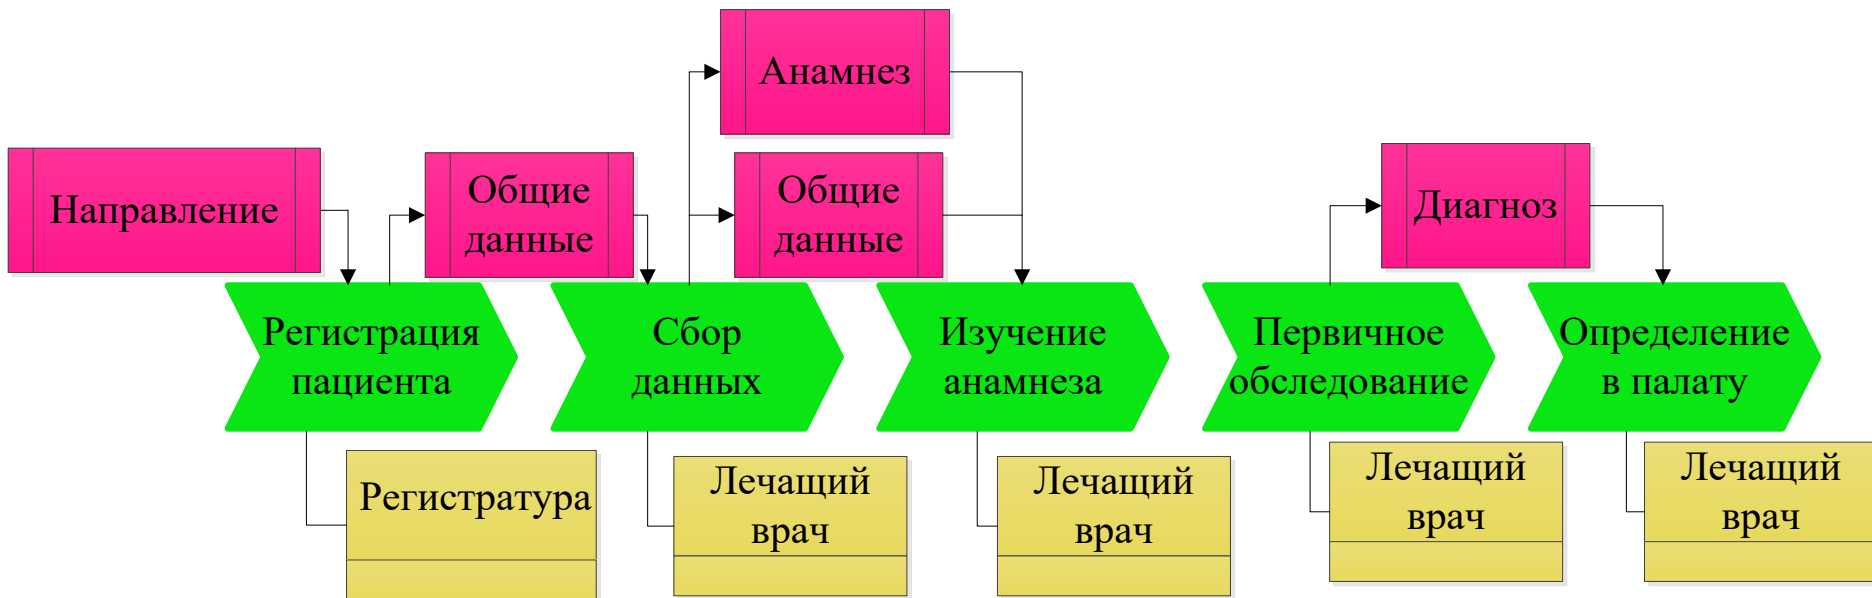 Анамнез
Направление
Общие
данные
Общие
данные
Диагноз
Регистрация
пациента
Сбор
данных
Изучение
анамнеза
Первичное
обследование
Определение
в палату
Регистратура
Лечащий
врач
Лечащий
врач
Лечащий
врач
Лечащий
врач